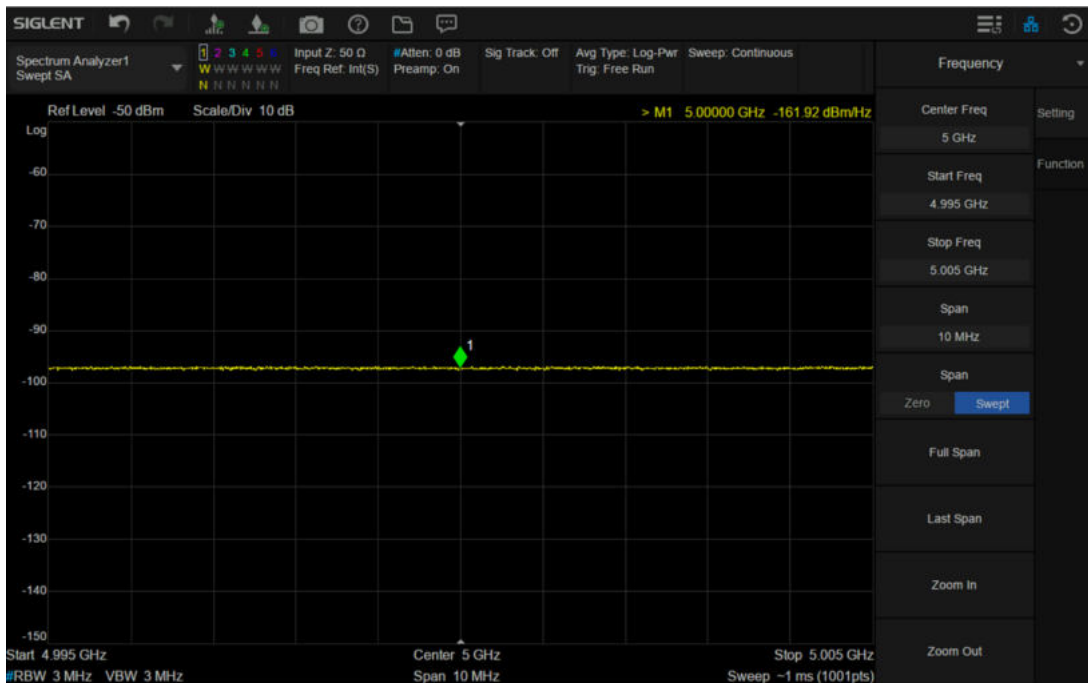 SIGLENT
Spectrum Analyzer1
Swept SA
1 2 3 4 5 6
W W W W W W
N N N N N N
Input Z: 50 Ω
Freq Ref: Int(S)
#Atten: 0 dB
Preamp: On
Sig Track: Off
Avg Type: Log-Pwr
Trig: Free Run
Sweep: Continuous
Frequency
Ref Level -50 dBm
Scale/Div 10 dB
> M1 5.00000 GHz -161.92 dBm/Hz
Log
-60
-70
-80
-90
-100
-110
-120
-130
-140
-150
1
Start 4.995 GHz
Center 5 GHz
Stop 5.005 GHz
#RBW 3 MHz VBW 3 MHz
Span 10 MHz
Sweep ~1 ms (1001pts)
Center Freq
5 GHz
Start Freq
4.995 GHz
Stop Freq
5.005 GHz
Span
10 MHz
Span
Zero
Swept
Full Span
Last Span
Zoom In
Zoom Out
Setting
Function